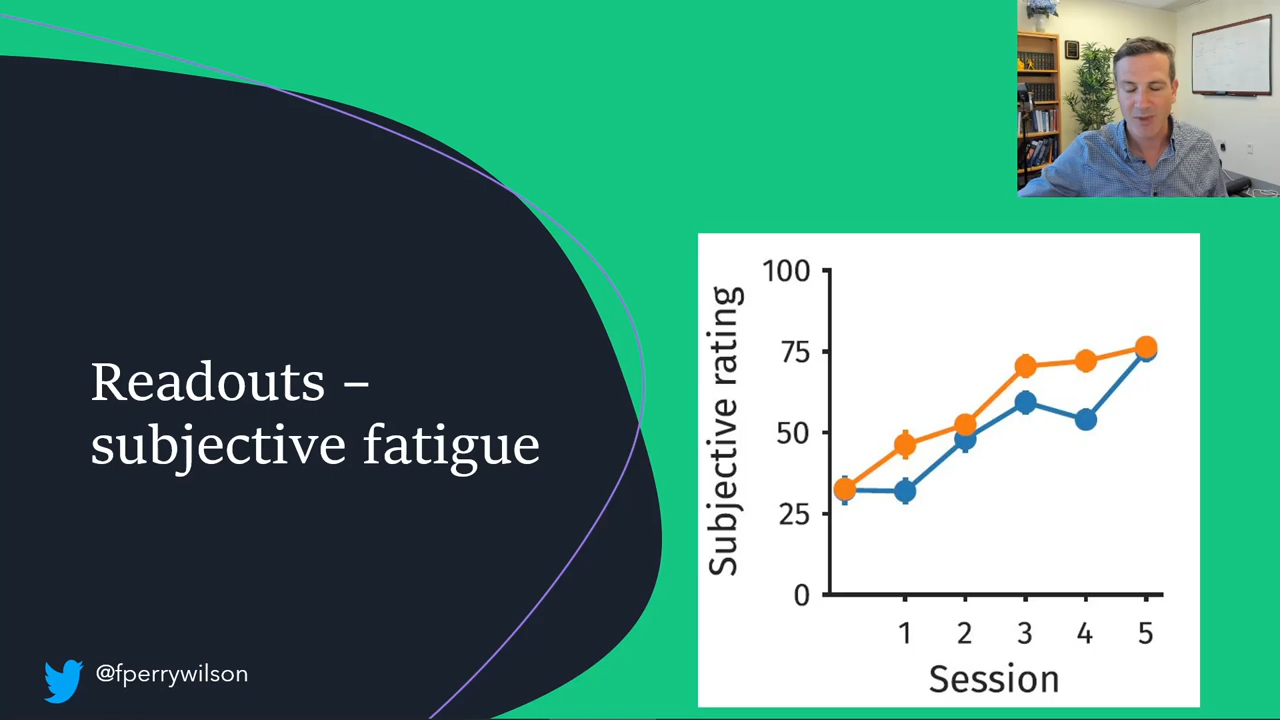 Readouts –
subjective fatigue
@fperrywilson
Subjective rating
100
75
50
25
0
1 2 3 4 5
Session